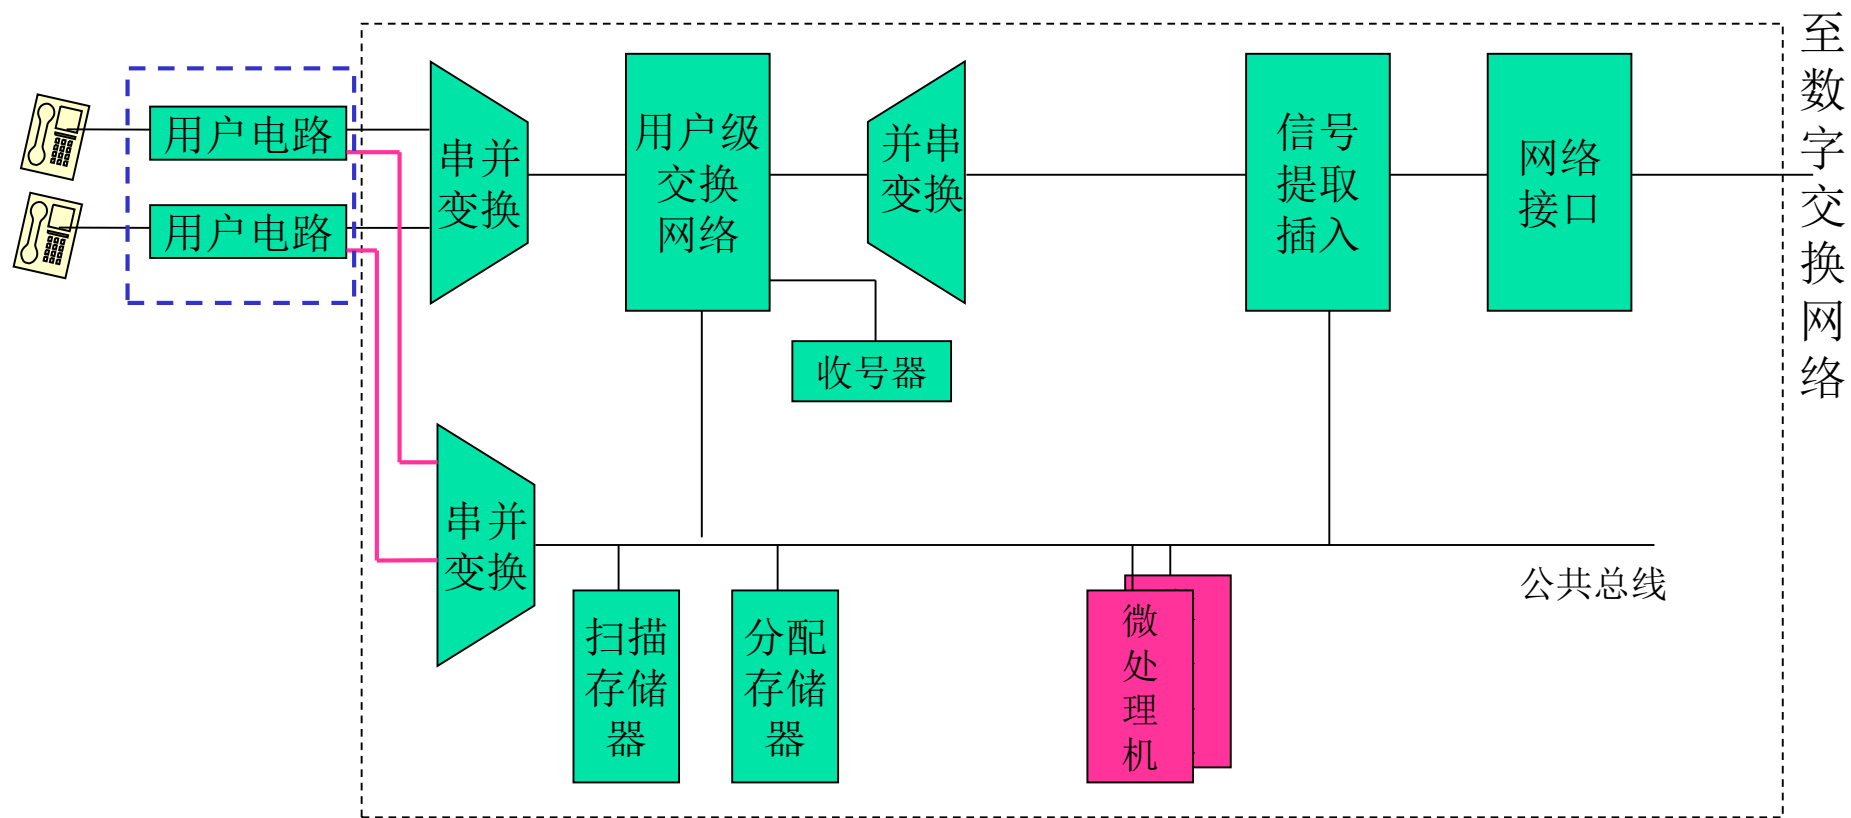 用户电路
用户电路
串并
变换
用户级
交换
网络
并串
变换
信号
提取
插入
网络
接口
至
数
字
交
换
网
络
收号器
串并
变换
公共总线
扫描
存储
器
分配
存储
器
微
处
理
机